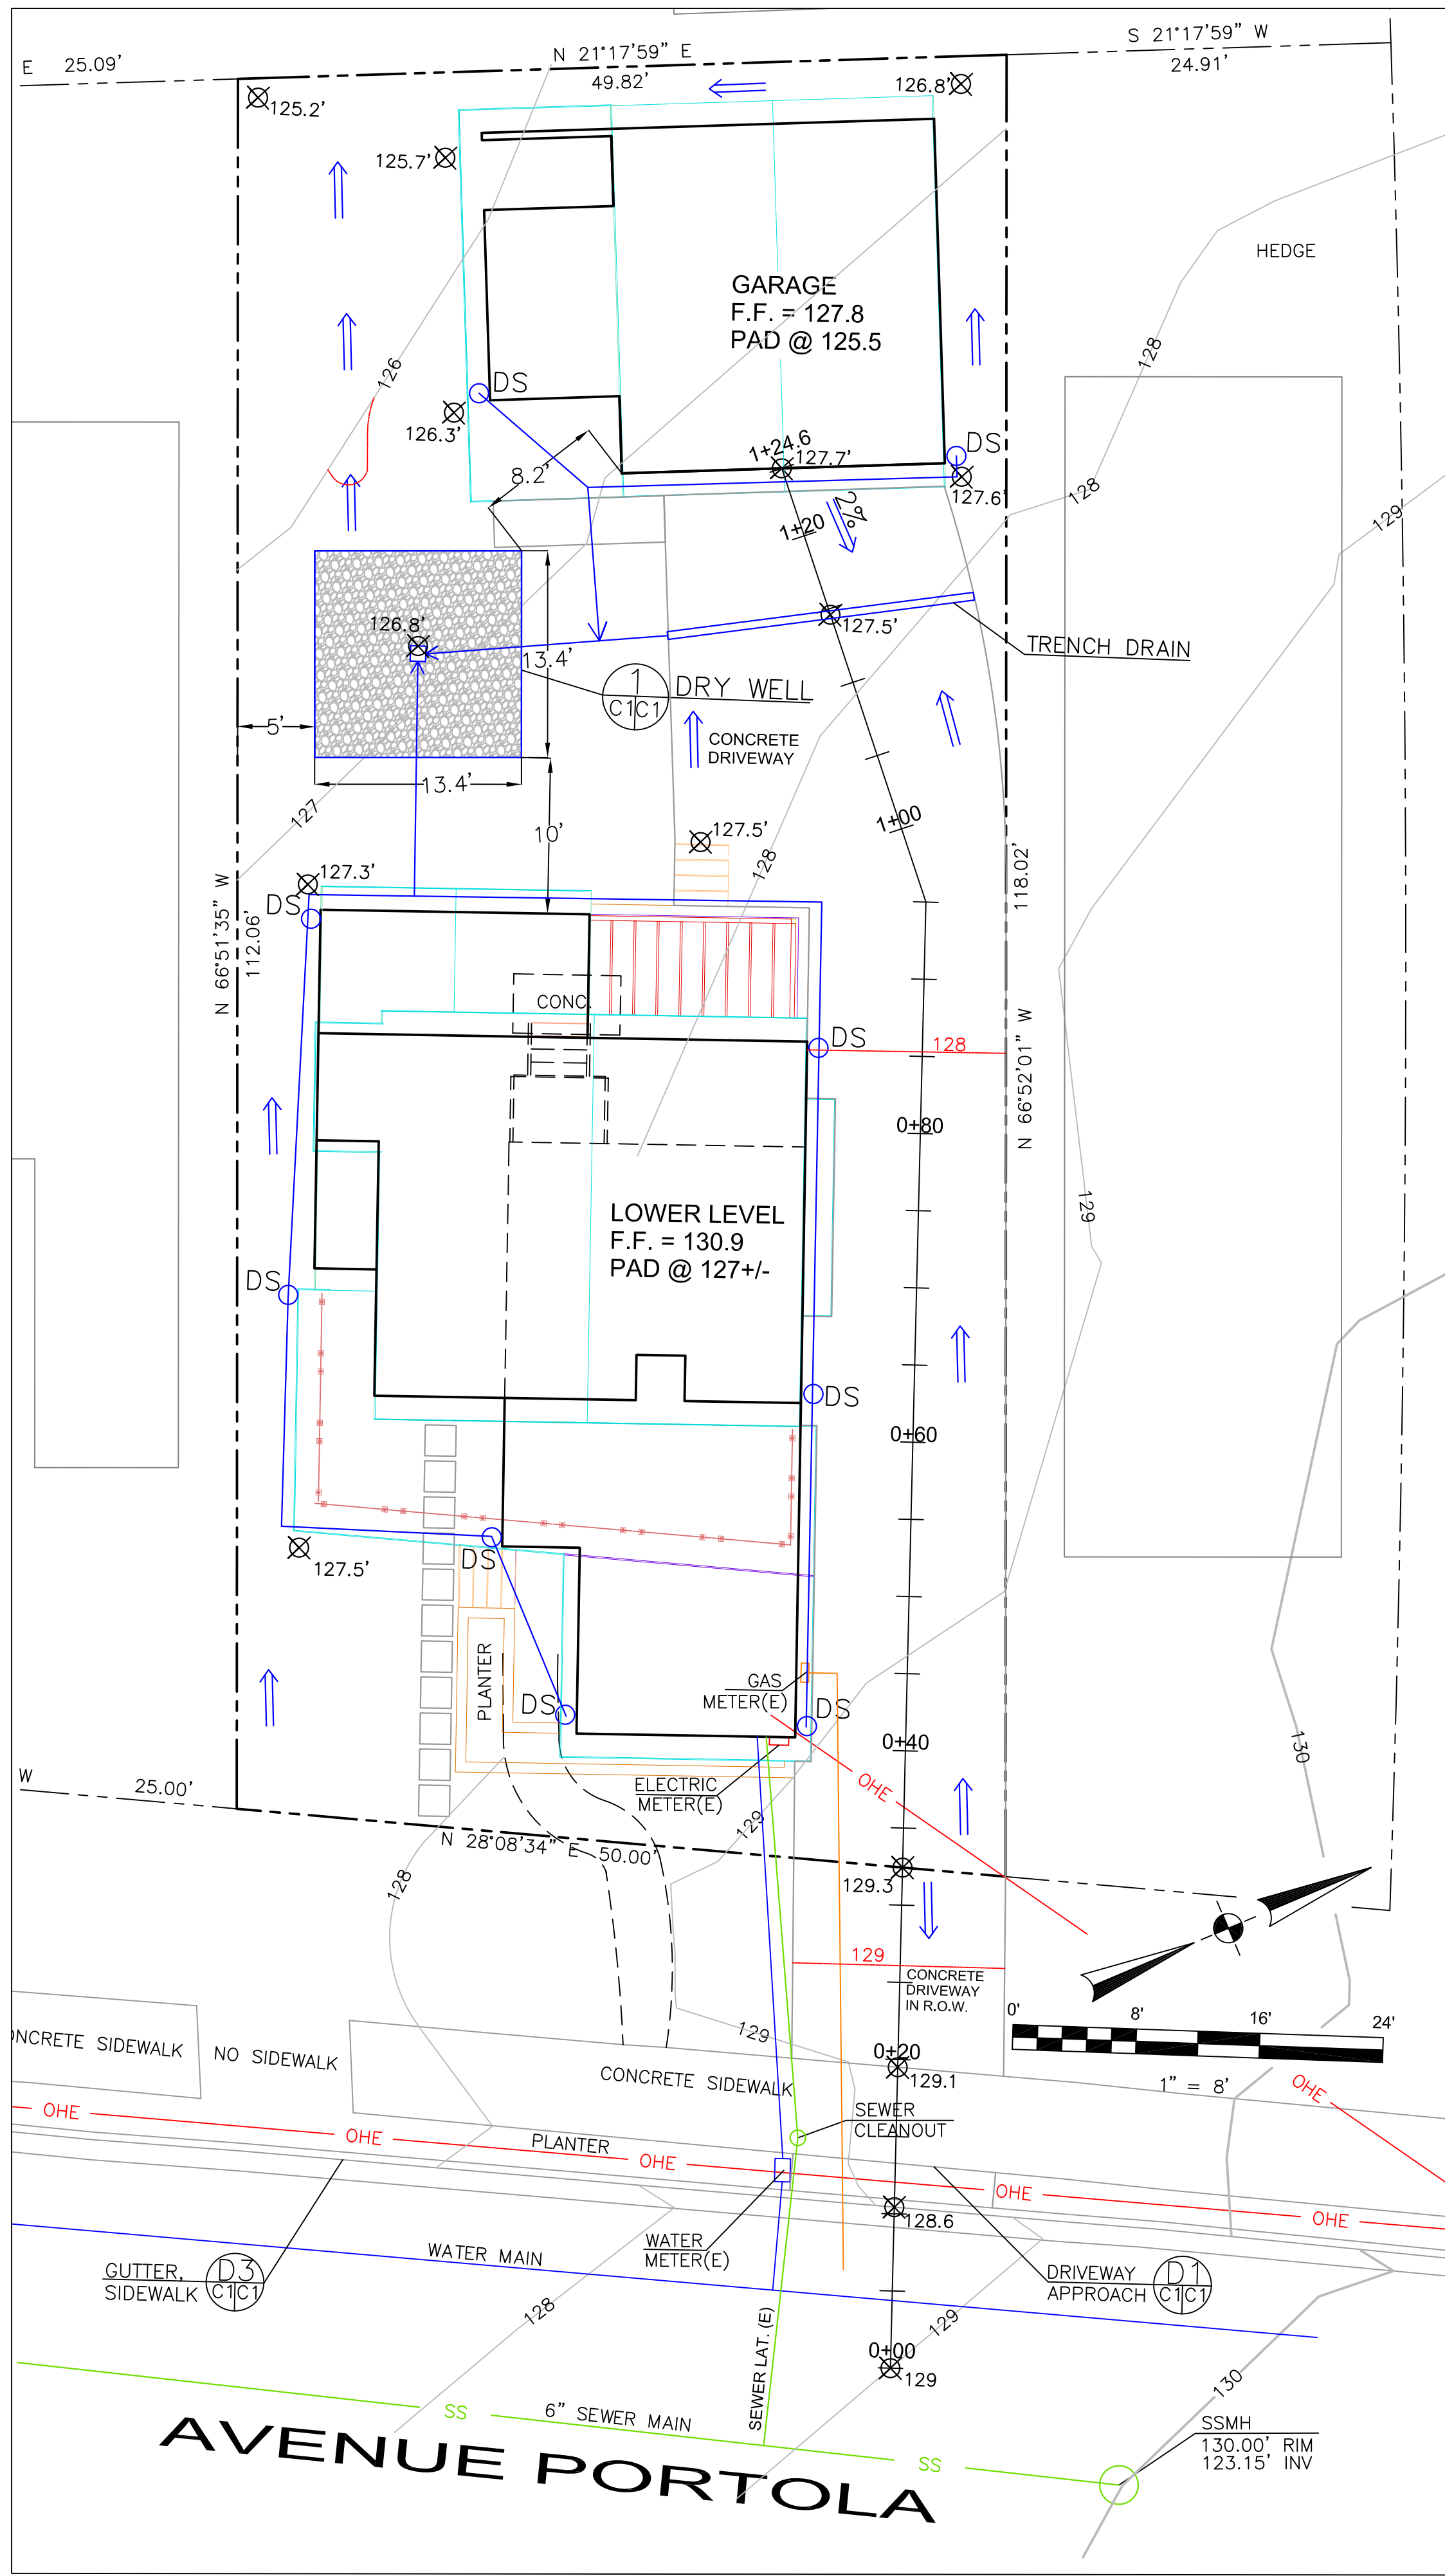 N 21°17'59" E
49.82'
S 21°17'59" W
24.91'
E 25.09'
125.2'
126.8'
125.7'
HEDGE
GARAGE
F.F. = 127.8
PAD @ 125.5
126
128
DS
126.3'
8.2'
1+24.6
127.7'
DS
127.6'
128
129
2%
1+20
126.8'
127.5'
TRENCH DRAIN
13.4'
1
C1 C1
DRY WELL
5'
CONCRETE
DRIVEWAY
13.4'
127
10'
1+00
127.5'
128
127.3'
DS
N 66°51'35" W
112.06'
118.02'
N 66°52'01" W
CONC.
DS
128
0+80
129
LOWER LEVEL
F.F. = 130.9
PAD @ 127+/-
DS
DS
0+60
DS
127.5'
PLANTER
GAS
METER(E)
DS
DS
0+40
130
W 25.00'
ELECTRIC
METER(E)
OHE
129
N 28°08'34" E 50.00'
128
129.3
129
CONCRETE
DRIVEWAY
IN R.O.W.
0'
8'
16'
24'
1" = 8'
ONCRETE SIDEWALK
NO SIDEWALK
CONCRETE SIDEWALK
129
0+20
129.1
OHE
SEWER
CLEANOUT
OHE
OHE
PLANTER
OHE
OHE
OHE
128.6
WATER MAIN
WATER
METER(E)
GUTTER,
SIDEWALK
D3
C1 C1
DRIVEWAY
APPROACH
D1
C1 C1
128
129
0+00
129
SEWER LAT. (E)
130
SS
6" SEWER MAIN
SS
SSMH
130.00' RIM
123.15' INV
AVENUE PORTOLA